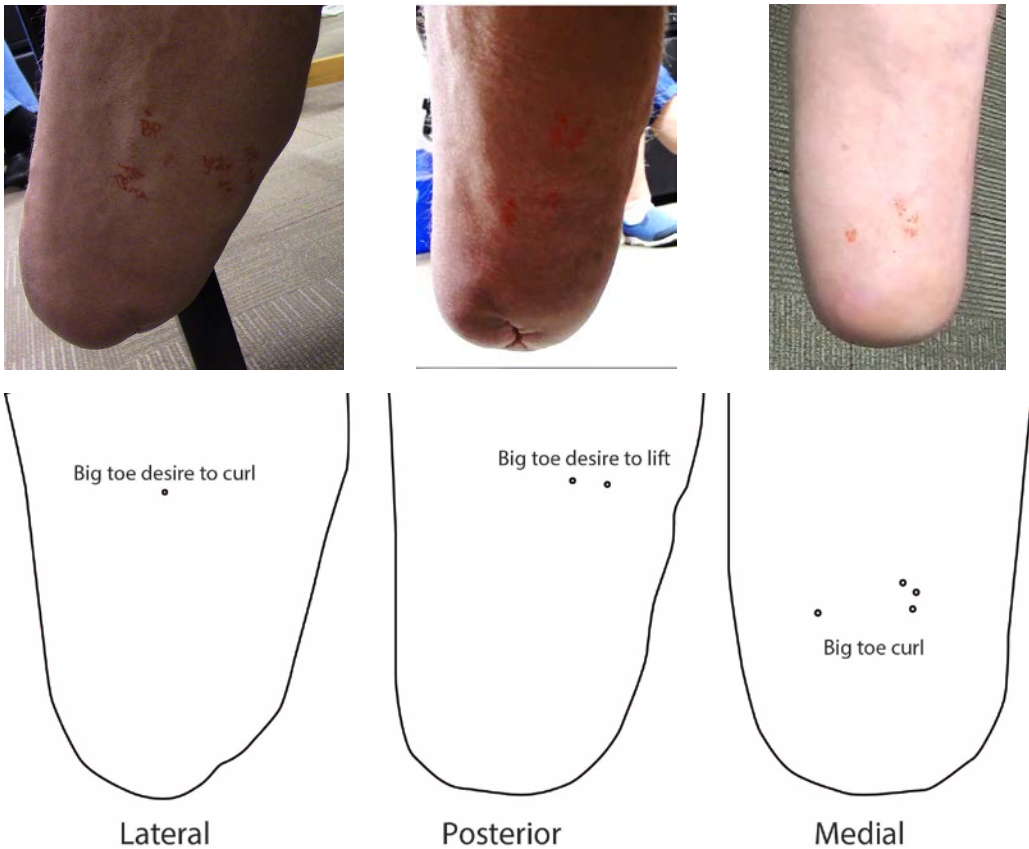 Big toe desire to curl
Big toe desire to lift
Big toe curl
Lateral
Posterior
Medial